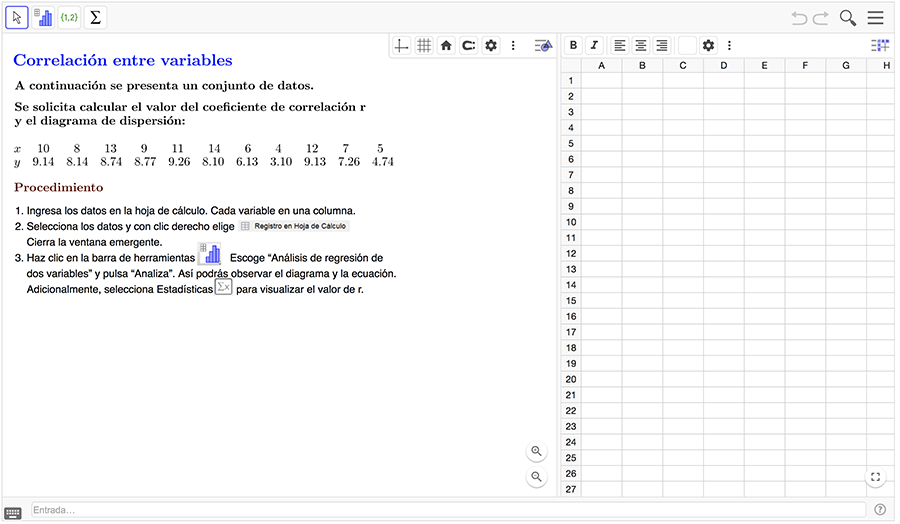 {1,2}
Σ
B I
Correlación entre variables
A continuación se presenta un conjunto de datos.
Se solicita calcular el valor del coeficiente de correlación r
y el diagrama de dispersión:
x 10 8 13 9 11 14 6 4 12 7 5
y 9.14 8.14 8.74 8.77 9.26 8.10 6.13 3.10 9.13 7.26 4.74
Procedimiento
1. Ingresa los datos en la hoja de cálculo. Cada variable en una columna.
2. Selecciona los datos y con clic derecho elige Registro en Hoja de Cálculo
Cierra la ventana emergente.
3. Haz clic en la barra de herramientas Escoge “Análisis de regresión de
dos variables” y pulsa “Analiza”. Así podrás observar el diagrama y la ecuación.
Adicionalmente, selecciona Estadísticas Σx para visualizar el valor de r.
A B C D E F G H
1
2
3
4
5
6
7
8
9
10
11
12
13
14
15
16
17
18
19
20
21
22
23
24
25
26
27
Entrada…
?